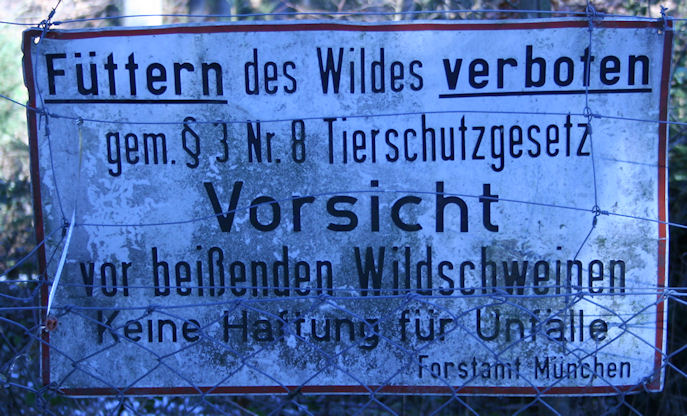 Füttern des Wildes verboten
gem. § 3 Nr. 8 Tierschutzgesetz
Vorsicht
vor beißenden Wildschweinen
Keine Haftung für Unfälle
Forstamt München